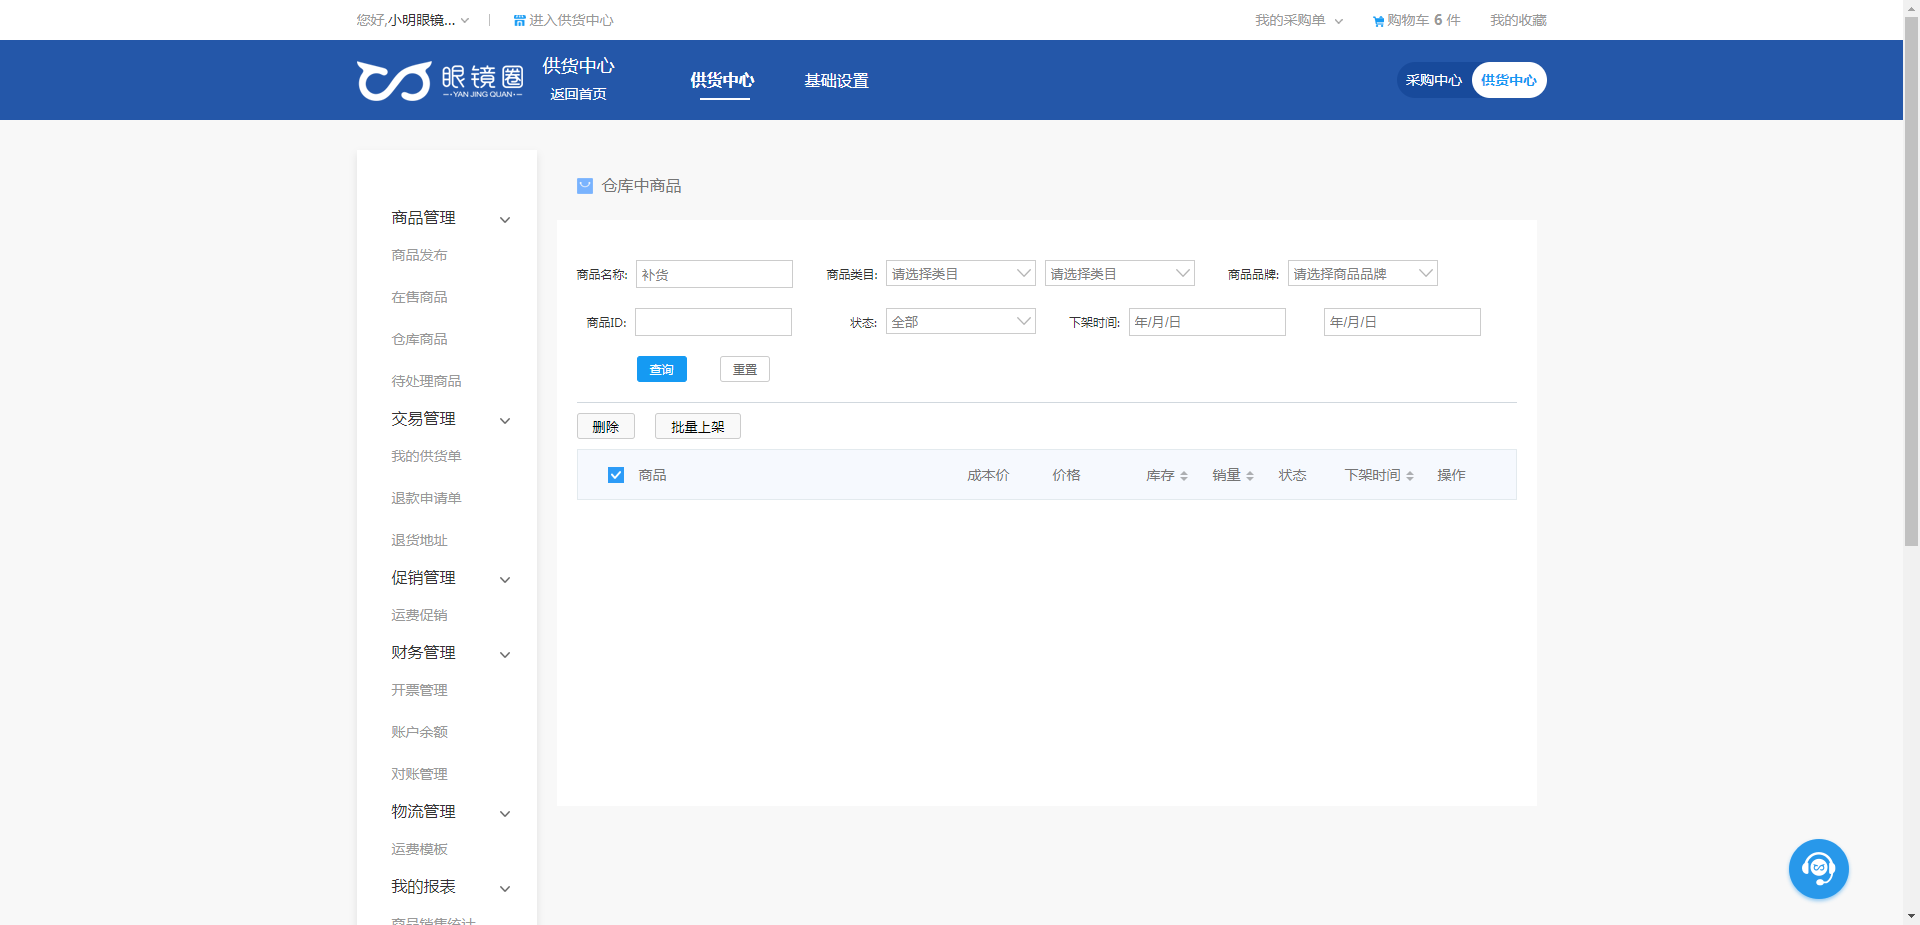 您好,小明眼镜... 进入供货中心 我的采购单 购物车 6 件 我的收藏
眼镜圈
YAN JING QUAN
供货中心
返回首页
供货中心 基础设置
采购中心 供货中心
商品管理
商品发布
在售商品
仓库商品
待处理商品
交易管理
我的供货单
退款申请单
退货地址
促销管理
运费促销
财务管理
开票管理
账户余额
对账管理
物流管理
运费模板
我的报表
商品销售统计
仓库中商品
商品名称: 补货 商品类目: 请选择类目 请选择类目 商品品牌: 请选择商品品牌
商品ID: 状态: 全部 下架时间: 年/月/日 年/月/日
查询 重置
删除 批量上架
商品 成本价 价格 库存 销量 状态 下架时间 操作